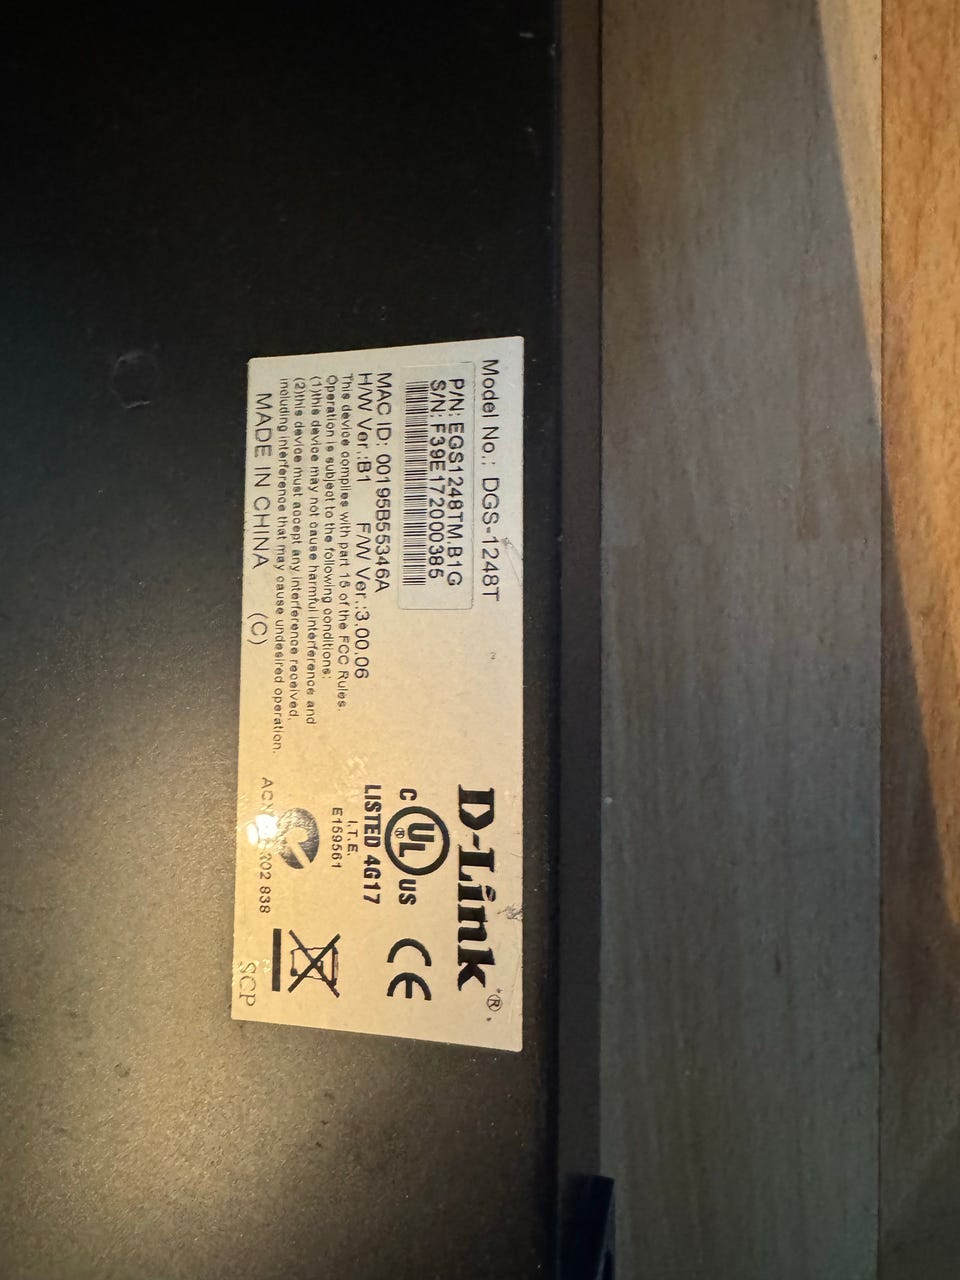 Model No.: DGS-1248T
P/N: EGS1248TM.B1G
S/N: F39E172000385
MAC ID: 00195B55346A
H/W Ver.:B1 F/W Ver.:3.00.06
This device complies with part 15 of the FCC Rules.
Operation is subject to the following conditions:
(1)this device may not cause harmful interference and
(2)this device must accept any interference received,
including interference that may cause undesired operation.
MADE IN CHINA (C)
D-Link®
C UL® US
CE
LISTED 4G17
I.T.E.
E159561
202 838
SCP